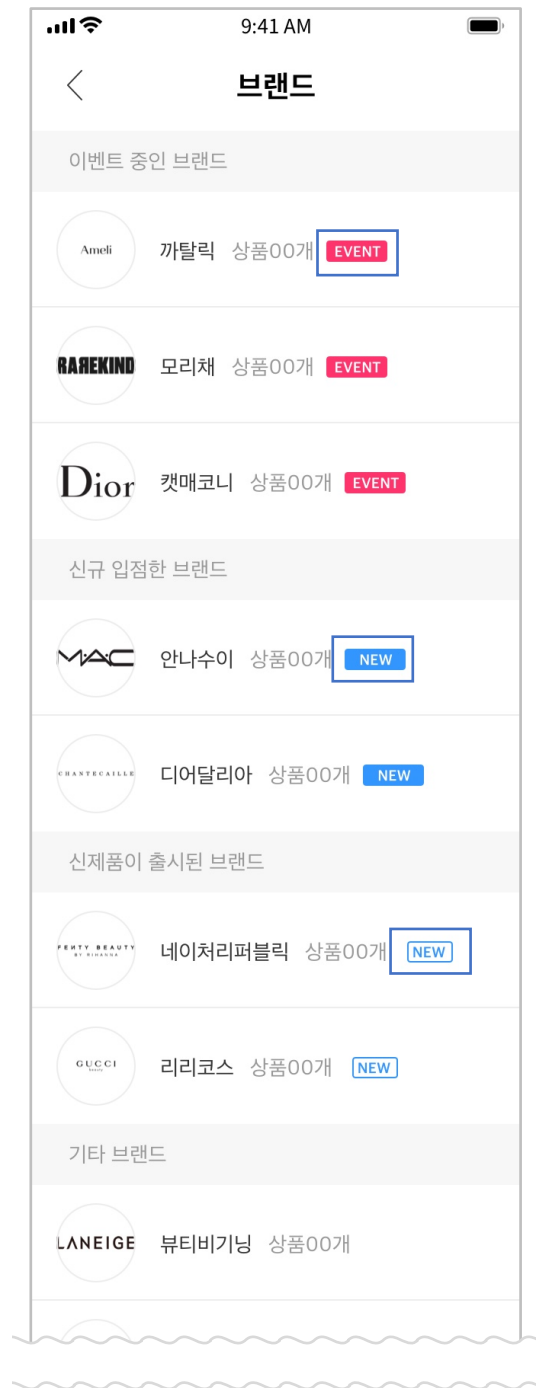 9:41 AM
브랜드
이벤트 중인 브랜드
Ameli 까탈릭 상품00개 EVENT
RAREKIND 모리채 상품00개 EVENT
Dior 캣매코니 상품00개 EVENT
신규 입점한 브랜드
MAC 안나수이 상품00개 NEW
CHANTECAILLE 디어달리아 상품00개 NEW
신제품이 출시된 브랜드
FENTY BEAUTY 네이처리퍼블릭 상품00개 NEW
BY RIHANNA
GUCCI 리리코스 상품00개 NEW
beauty
기타 브랜드
LANEIGE 뷰티비기닝 상품00개